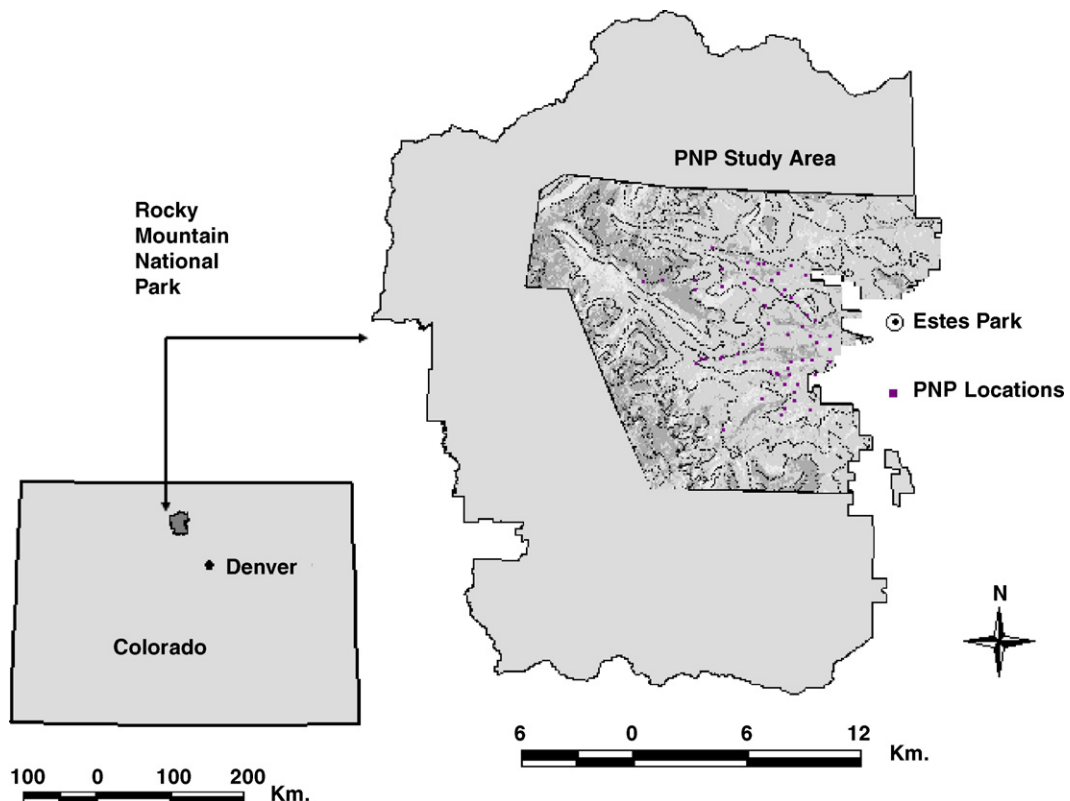 PNP Study Area
Rocky
Mountain
National
Park
Estes Park
PNP Locations
Denver
Colorado
N
6 0 6 12
Km.
100 0 100 200
Km.